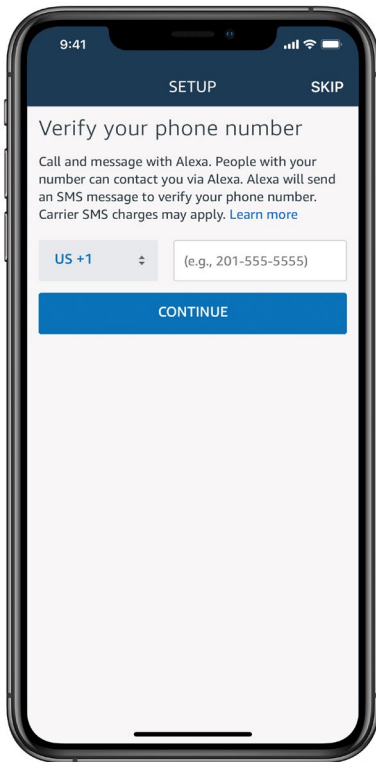 9:41
SETUP SKIP
Verify your phone number
Call and message with Alexa. People with your
number can contact you via Alexa. Alexa will send
an SMS message to verify your phone number.
Carrier SMS charges may apply. Learn more
US +1 (e.g., 201-555-5555)
CONTINUE